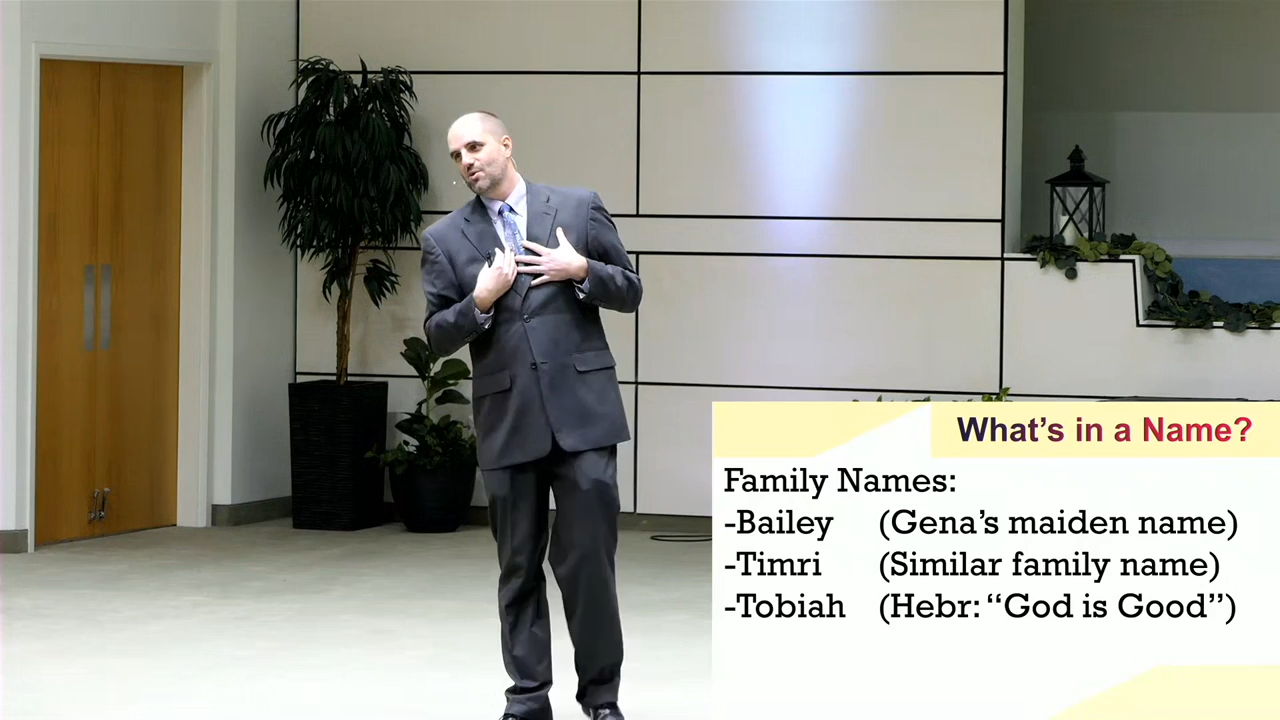 What's in a Name?
Family Names:
-Bailey (Gena's maiden name)
-Timri (Similar family name)
-Tobiah (Hebr: “God is Good”)